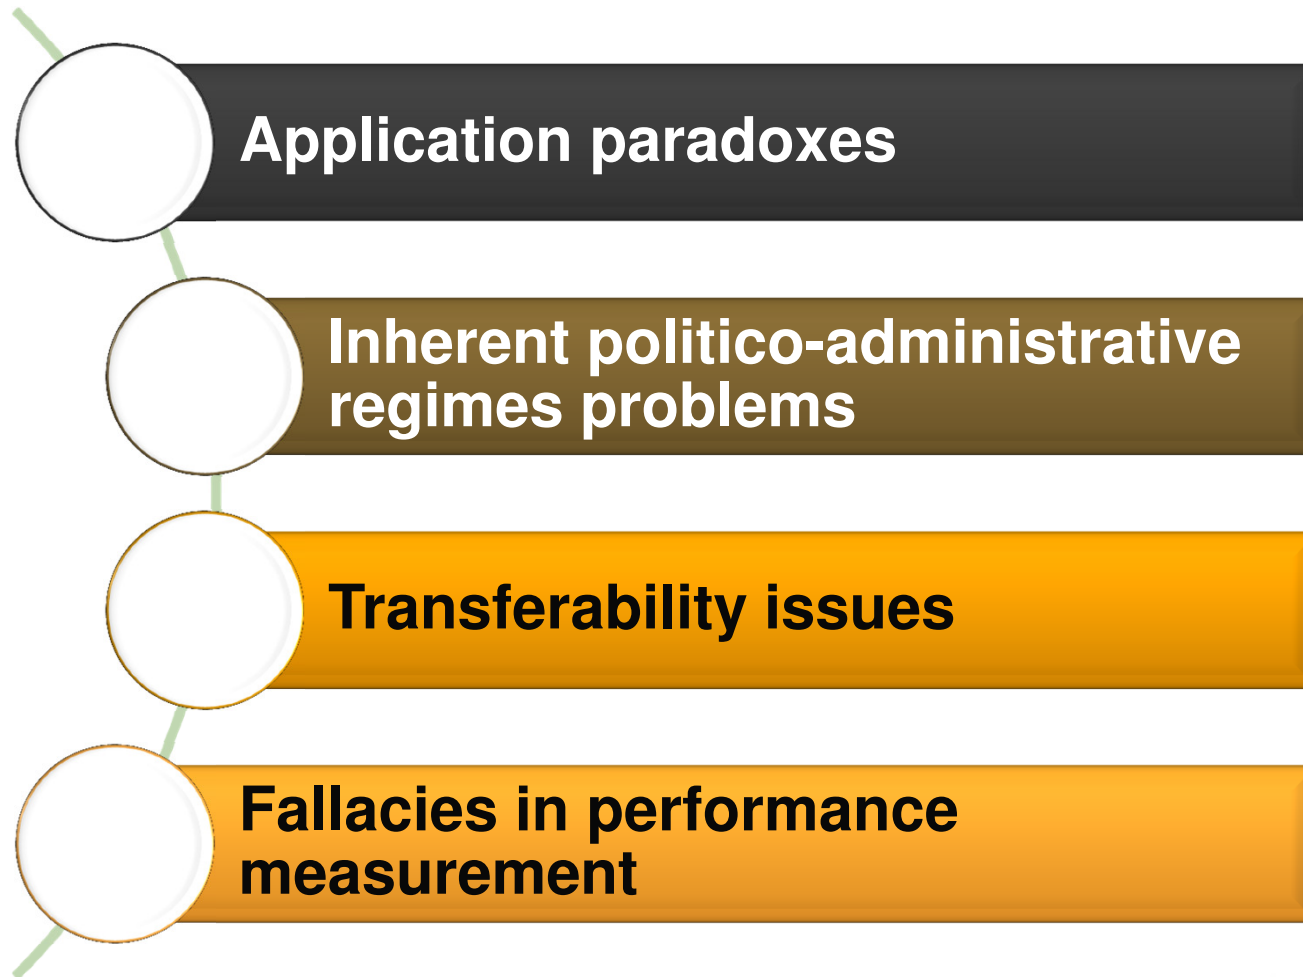 Application paradoxes
Inherent politico-administrative
regimes problems
Transferability issues
Fallacies in performance
measurement